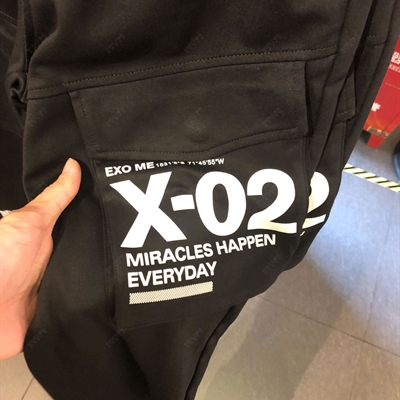 EXO ME
X-022
MIRACLES HAPPEN
EVERYDAY